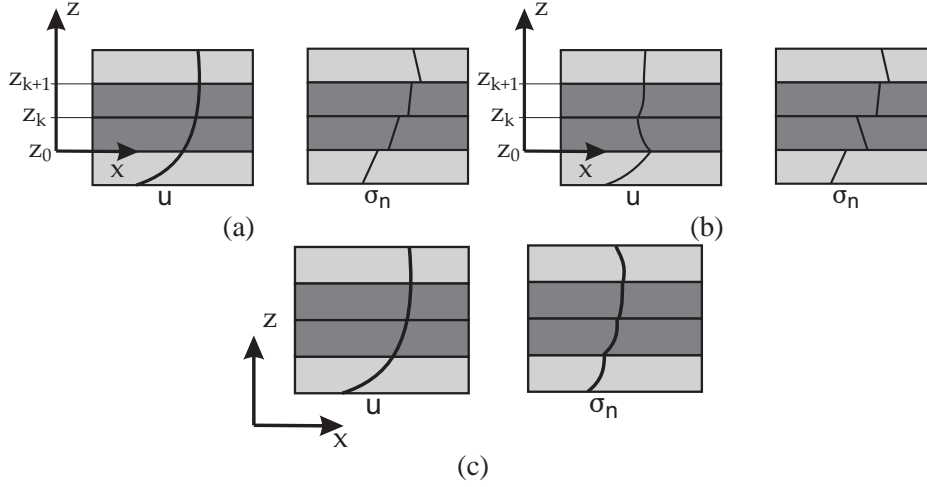 z
z
z_{k+1}
z_{k+1}
z_k
z_k
z_0
x
z_0
x
u
σ_n
u
σ_n
(a)
(b)
z
x
u
σ_n
(c)